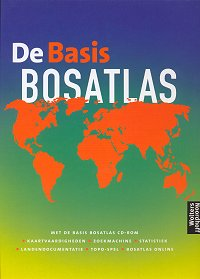 De Basis
BOSATLAS
MET DE BASIS BOSATLAS CD-ROM
• KAARTVAARDIGHEDEN • ZOEKMACHINE • STATISTIEK
• LANDENDOCUMENTATIE • TOPO-SPEL • BOSATLAS ONLINE
Wolters
Noordhoff